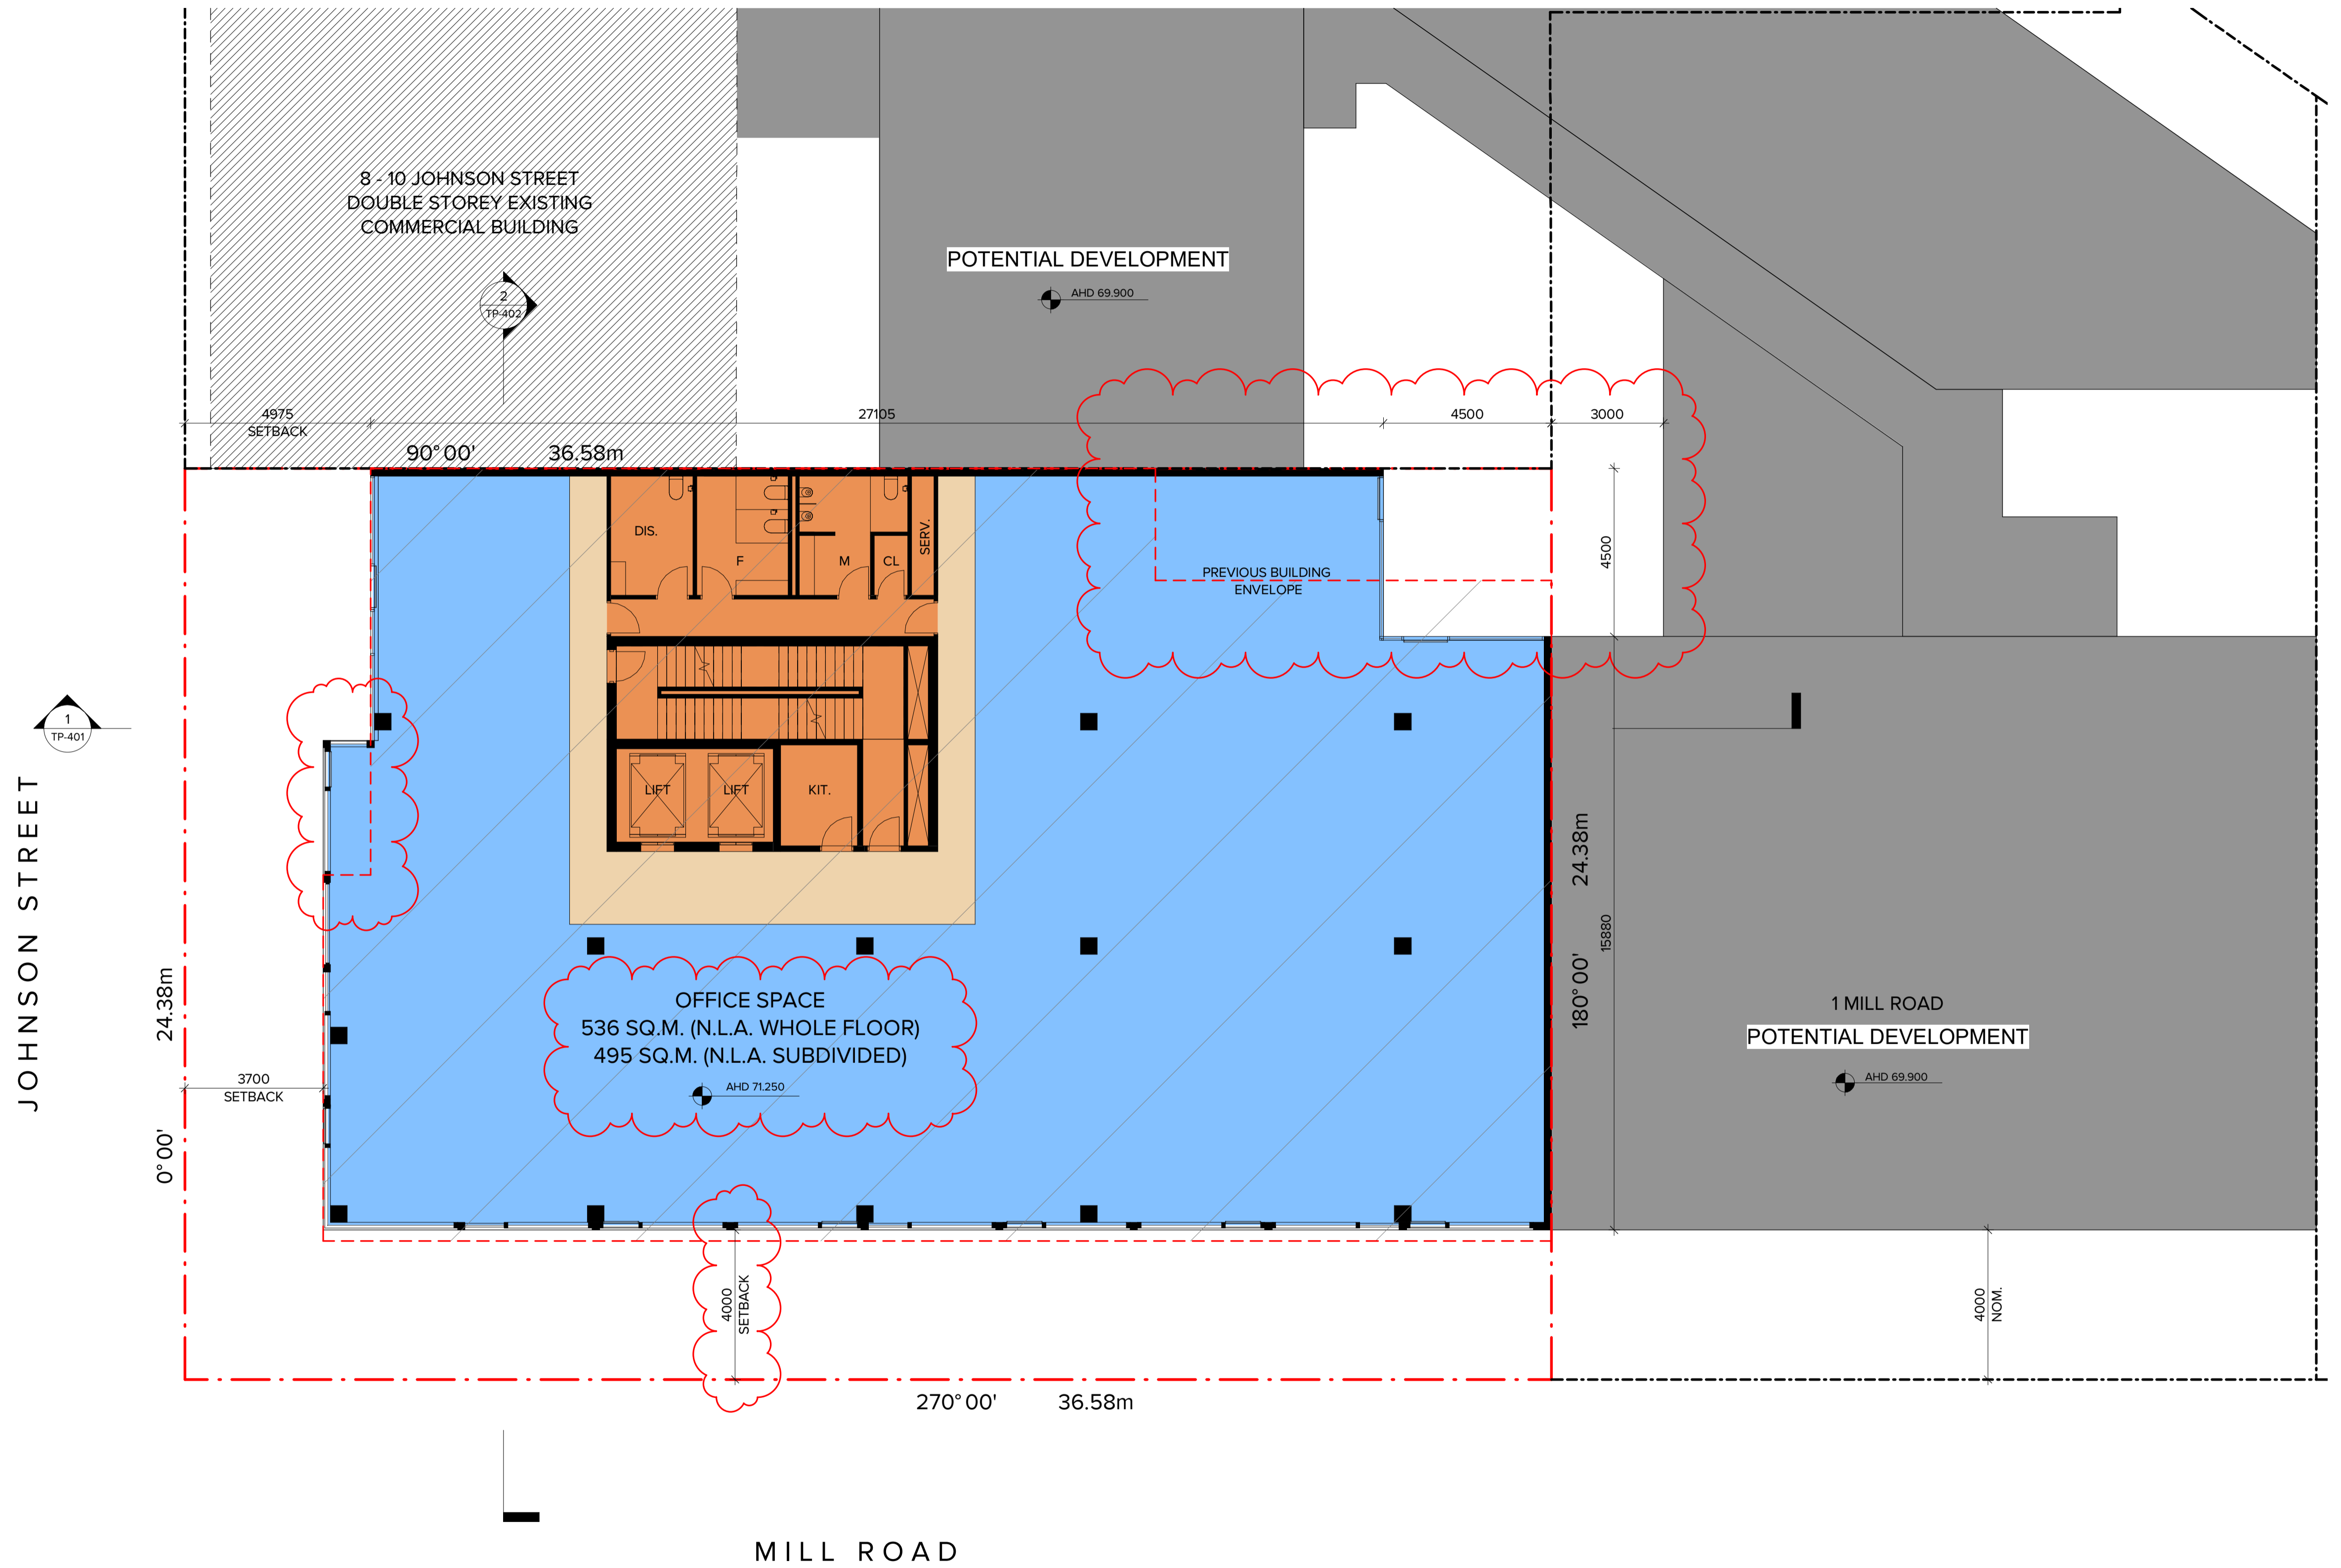 8 - 10 JOHNSON STREET
DOUBLE STOREY EXISTING
COMMERCIAL BUILDING
POTENTIAL DEVELOPMENT
AHD 69.900
2
TP-402
4975
SETBACK
27105
4500
3000
90° 00'
36.58m
DIS.
F
M
CL
SERV.
4500
PREVIOUS BUILDING
ENVELOPE
1
TP-401
LIFT
LIFT
KIT.
JOHNSON STREET
24.38m
0° 00'
24.38m
180° 00'
15880
OFFICE SPACE
536 SQ.M. (N.L.A. WHOLE FLOOR)
495 SQ.M. (N.L.A. SUBDIVIDED)
AHD 71.250
1 MILL ROAD
POTENTIAL DEVELOPMENT
AHD 69.900
3700
SETBACK
4000
SETBACK
4000
NOM.
270° 00'
36.58m
MILL ROAD